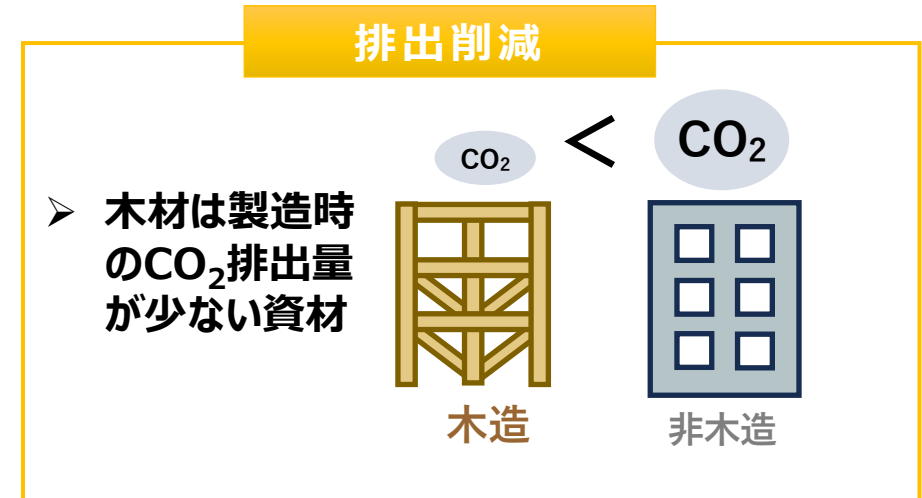 排出削減
CO₂ < CO₂
➢ 木材は製造時
のCO₂排出量
が少ない資材
木造
非木造